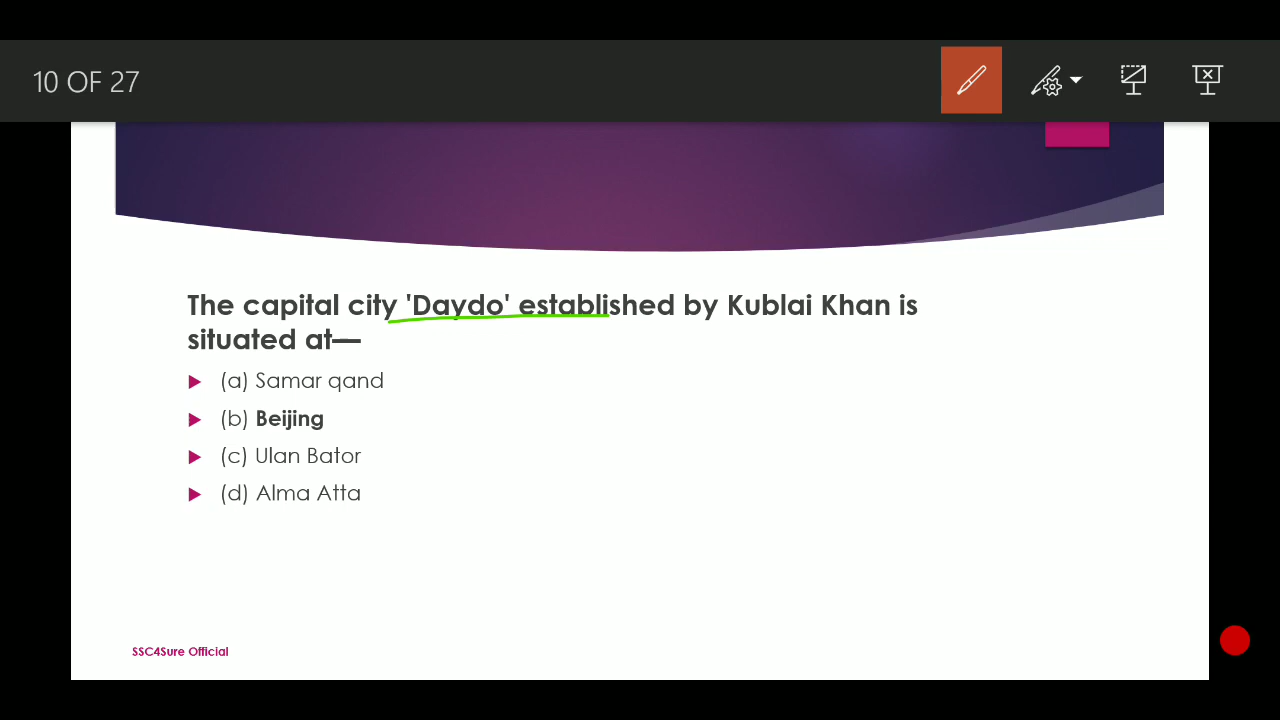 10 OF 27
The capital city 'Daydo' established by Kublai Khan is
situated at—
(a) Samar qand
(b) Beijing
(c) Ulan Bator
(d) Alma Atta
SSC4Sure Official